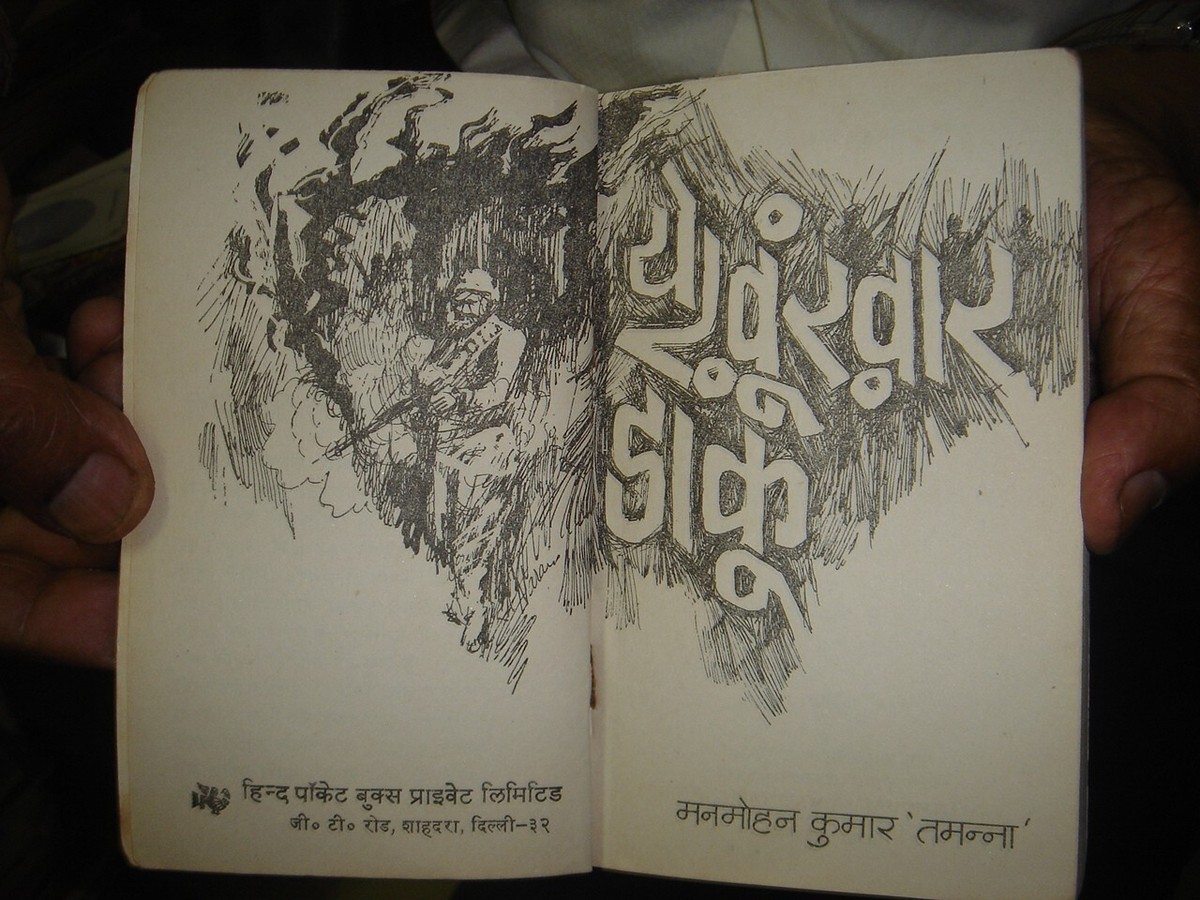 ये
ख़ूंख़ार
डाकू
हिन्द पॉकेट बुक्स प्राइवेट लिमिटिड
जी० टी० रोड, शाहदरा, दिल्ली-३२
मनमोहन कुमार 'तमन्ना'